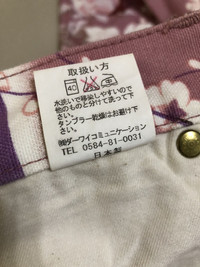 取扱い方
40
水洗いで移染しやすいので
他のものと分けて洗って下
さい。
タンブラー乾燥はお避け下
さい。
㈱ダーワイコミュニケーション
TEL 0584-81-0031
日本製